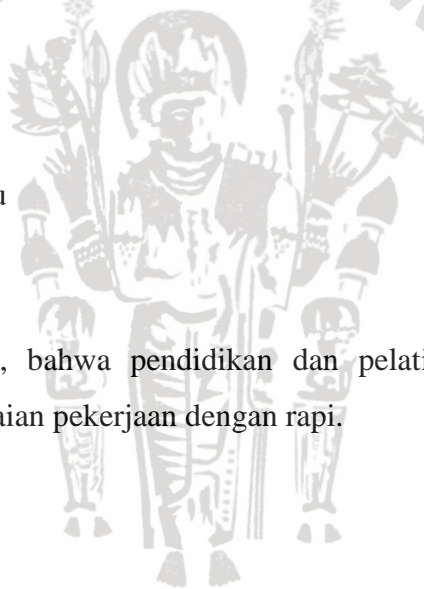 u
, bahwa pendidikan dan pelati
aian pekerjaan dengan rapi.